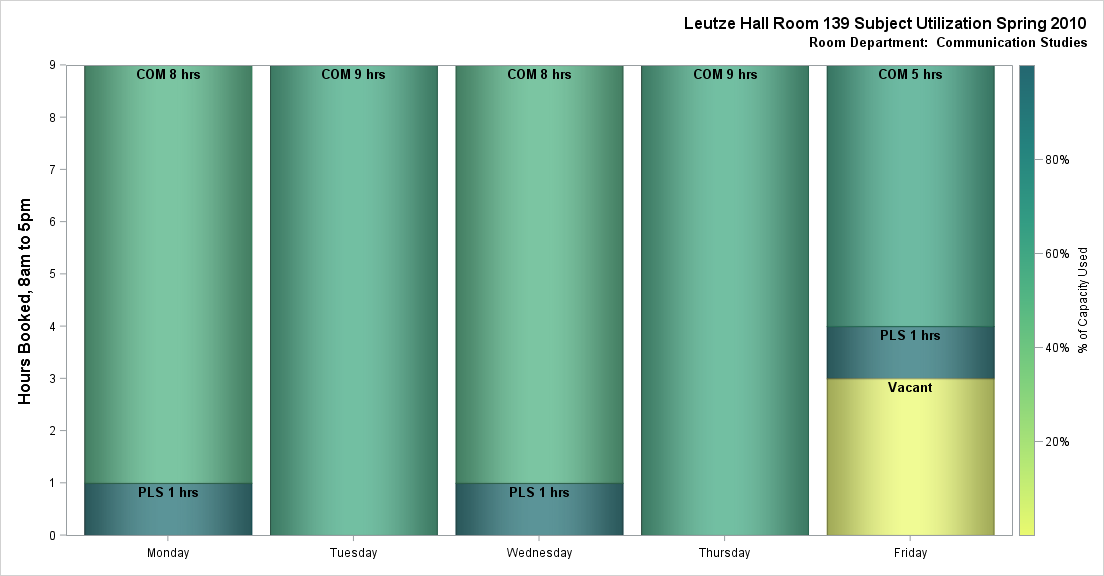 Leutze Hall Room 139 Subject Utilization Spring 2010
Room Department:  Communication Studies
Hours Booked, 8am to 5pm
9
8
7
6
5
4
3
2
1
0
COM 8 hrs
PLS 1 hrs
COM 9 hrs
COM 8 hrs
PLS 1 hrs
COM 9 hrs
COM 5 hrs
PLS 1 hrs
Vacant
Monday
Tuesday
Wednesday
Thursday
Friday
80%
60%
40%
20%
% of Capacity Used